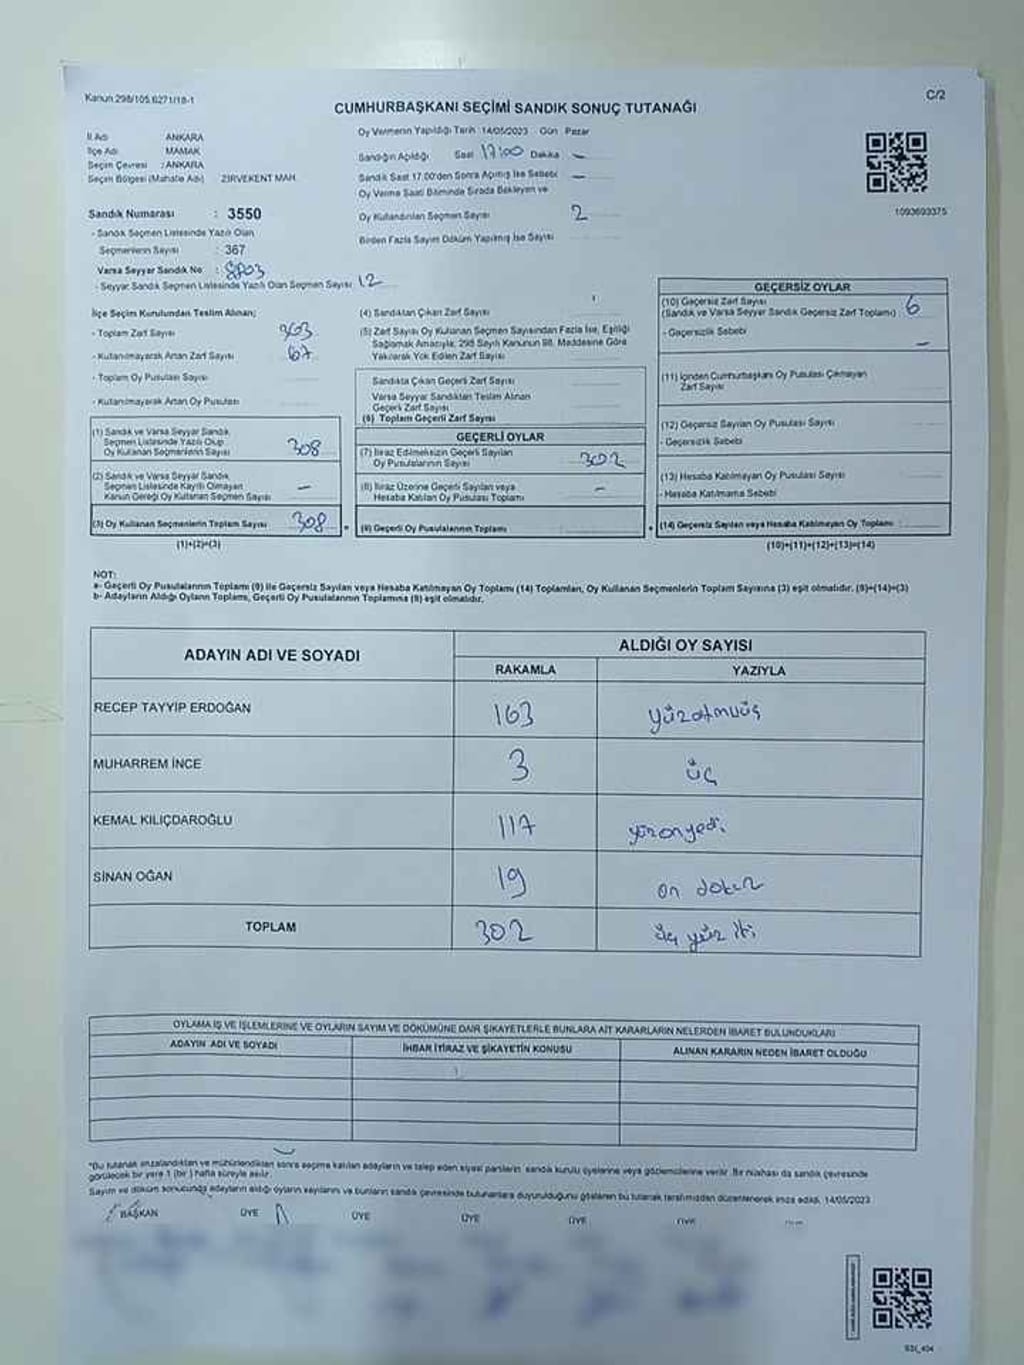 Kanun 298/105,6271/18-1
C/2
CUMHURBAŞKANI SEÇİMİ SANDIK SONUÇ TUTANAĞI
İl Adı ANKARA
İlçe Adı MAMAK
Seçim Çevresi : ANKARA
Seçim Bölgesi (Mahalle Adı) ZİRVEKENT MAH.
Sandık Numarası : 3550
- Sandık Seçmen Listesinde Yazılı Olan
Seçmenlerin Sayısı : 367
Varsa Seyyar Sandık No :
- Seyyar Sandık Seçmen Listesinde Yazılı Olan Seçmen Sayısı 12
Oy Vermenin Yapıldığı Tarih 14/05/2023 Gün Pazar
Sandığın Açıldığı Saat 17:00 Dakika —
Sandık Saat 17.00'den Sonra Açılmış İse Sebebi —
Oy Verme Saati Bitiminde Sırada Bekleyen ve
Oy Kullandırılan Seçmen Sayısı 2
Birden Fazla Sayım Döküm Yapılmış İse Sayısı
1093693375
İlçe Seçim Kurulundan Teslim Alınan;
- Toplam Zarf Sayısı 363
- Kullanılmayarak Artan Zarf Sayısı 67
- Toplam Oy Pusulası Sayısı
- Kullanılmayarak Artan Oy Pusulası
(1) Sandık ve Varsa Seyyar Sandık
Seçmen Listesinde Yazılı Olup
Oy Kullanan Seçmenlerin Sayısı 308
(2) Sandık ve Varsa Seyyar Sandık
Seçmen Listesinde Kayıtlı Olmayan
Kanun Gereği Oy Kullanan Seçmen Sayısı —
(3) Oy Kullanan Seçmenlerin Toplam Sayısı 308
(1)+(2)=(3)
(4) Sandıktan Çıkan Zarf Sayısı
(5) Zarf Sayısı Oy Kullanan Seçmen Sayısından Fazla İse, Eşitliği
Sağlamak Amacıyla, 298 Sayılı Kanunun 98. Maddesine Göre
Yakılarak Yok Edilen Zarf Sayısı
Sandıkta Çıkan Geçerli Zarf Sayısı
Varsa Seyyar Sandıktan Teslim Alınan
Geçerli Zarf Sayısı
(6) Toplam Geçerli Zarf Sayısı
GEÇERLİ OYLAR
(7) İtiraz Edilmeksizin Geçerli Sayılan
Oy Pusulalarının Sayısı 302
(8) İtiraz Üzerine Geçerli Sayılan veya
Hesaba Katılan Oy Pusulası Toplamı —
= (9) Geçerli Oy Pusulalarının Toplamı
GEÇERSİZ OYLAR
(10) Geçersiz Zarf Sayısı
(Sandık ve Varsa Seyyar Sandık Geçersiz Zarf Toplamı) 6
- Geçersizlik Sebebi —
(11) İçinden Cumhurbaşkanı Oy Pusulası Çıkmayan
Zarf Sayısı
(12) Geçersiz Sayılan Oy Pusulası Sayısı
- Geçersizlik Sebebi
(13) Hesaba Katılmayan Oy Pusulası Sayısı
- Hesaba Katılmama Sebebi
+ (14) Geçersiz Sayılan veya Hesaba Katılmayan Oy Toplamı :
(10)+(11)+(12)+(13)=(14)
NOT:
a- Geçerli Oy Pusulalarının Toplamı (9) ile Geçersiz Sayılan veya Hesaba Katılmayan Oy Toplamı (14) Toplamları, Oy Kullanan Seçmenlerin Toplam Sayısına (3) eşit olmalıdır. (9)+(14)=(3)
b- Adayların Aldığı Oyların Toplamı, Geçerli Oy Pusulalarının Toplamına (9) eşit olmalıdır.
ADAYIN ADI VE SOYADI
ALDIĞI OY SAYISI
RAKAMLA YAZIYLA
RECEP TAYYİP ERDOĞAN 163 yüzatmışüç
MUHARREM İNCE 3 üç
KEMAL KILIÇDAROĞLU 117 yüzonyedi
SİNAN OĞAN 19 on dokuz
TOPLAM 302 üç yüz iki
OYLAMA İŞ VE İŞLEMLERİNE VE OYLARIN SAYIM VE DÖKÜMÜNE DAİR ŞİKAYETLERLE BUNLARA AİT KARARLARIN NELERDEN İBARET BULUNDUKLARI
ADAYIN ADI VE SOYADI İHBAR İTİRAZ VE ŞİKAYETİN KONUSU ALINAN KARARIN NEDEN İBARET OLDUĞU
*Bu tutanak imzalandıktan ve mühürlendikten sonra seçime katılan adayların ve talep eden siyasi partilerin sandık kurulu üyelerine veya gözlemcilerine verilir. Bir nüshası da sandık çevresinde
görülecek bir yere 1 (bir) hafta süreyle asılır.
Sayım ve döküm sonucunda adayların aldığı oyların sayılarını ve bunların sandık çevresinde bulunanlara duyurulduğunu gösteren bu tutanak tarafımızdan düzenlenerek imza edildi. 14/05/2023
BAŞKAN ÜYE ÜYE ÜYE ÜYE ÜYE